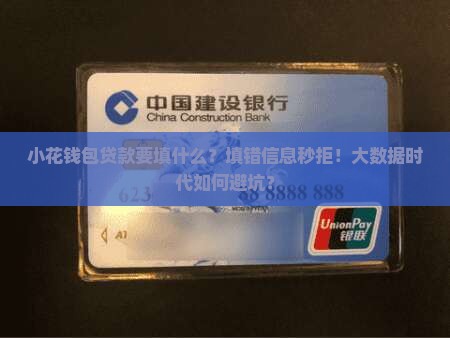 中国建设银行
China Construction Bank
小花钱包贷款要填什么？填错信息秒拒！大数据时
代如何避坑？
623 88 8888 888
ATM
UnionPay
银联